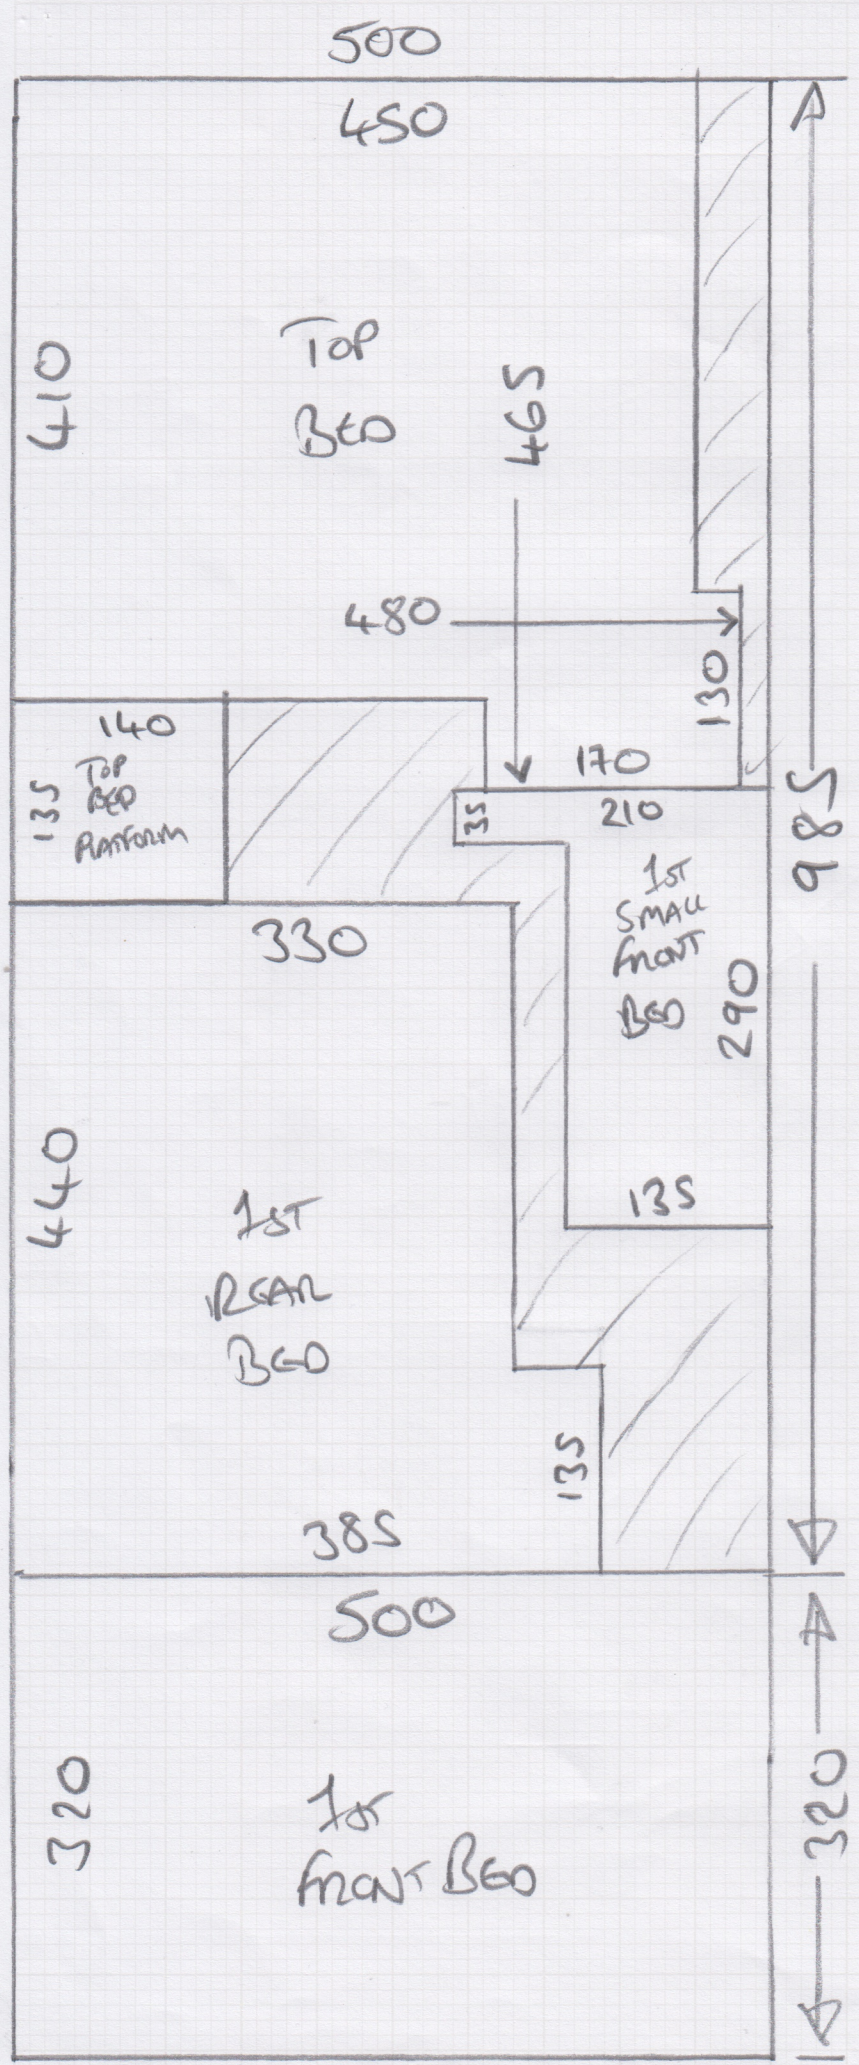 500
450
TOP
BED
410
465
480
130
140
TOP
BED
PLATFORM
135
170
210
35
1ST
SMALL
FRONT
BED
290
985
330
440
1ST
REAR
BED
135
135
385
500
320
1ST
FRONT BED
320